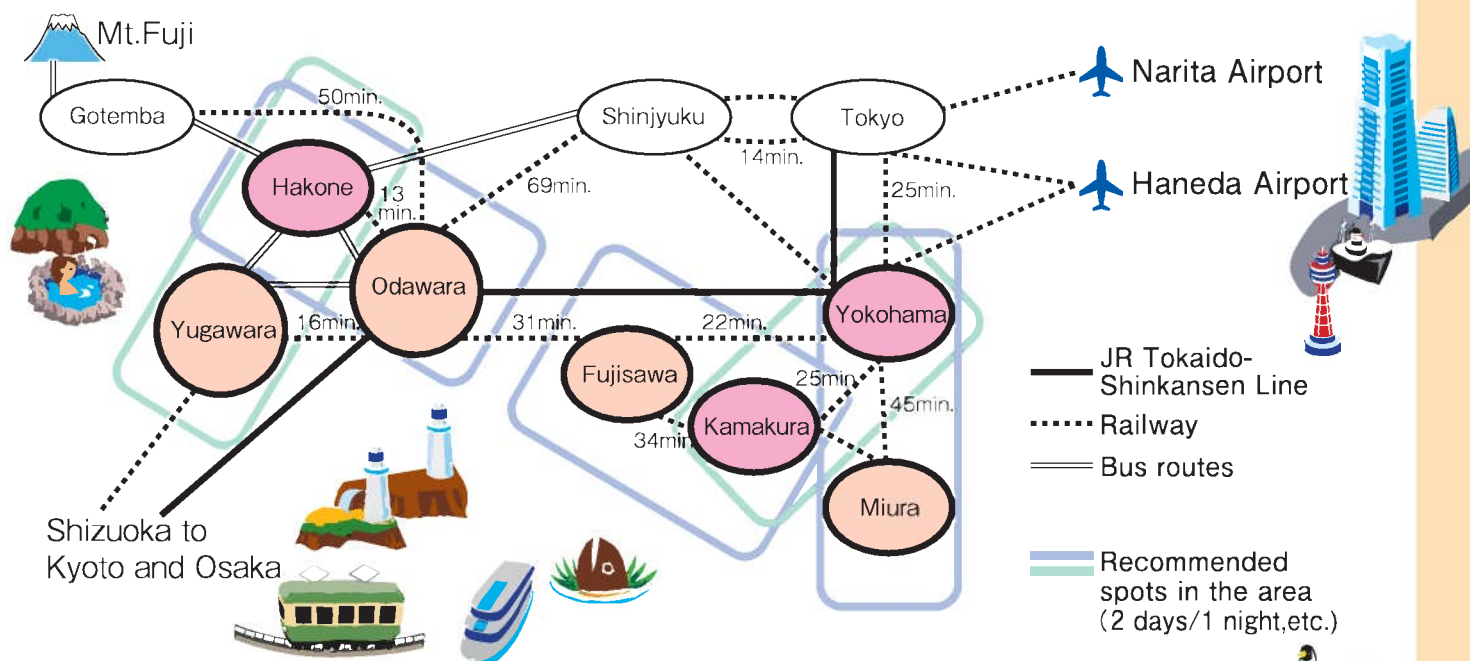 Mt.Fuji
Gotemba
50min.
Shinjyuku
Tokyo
14min.
Narita Airport
Haneda Airport
Hakone
13
min.
69min.
25min.
Odawara
Yugawara
16min.
31min.
22min.
Yokohama
Fujisawa
25min.
34min
Kamakura
45min.
Miura
Shizuoka to
Kyoto and Osaka
JR Tokaido-
Shinkansen Line
Railway
Bus routes
Recommended
spots in the area
(2 days/1 night,etc.)